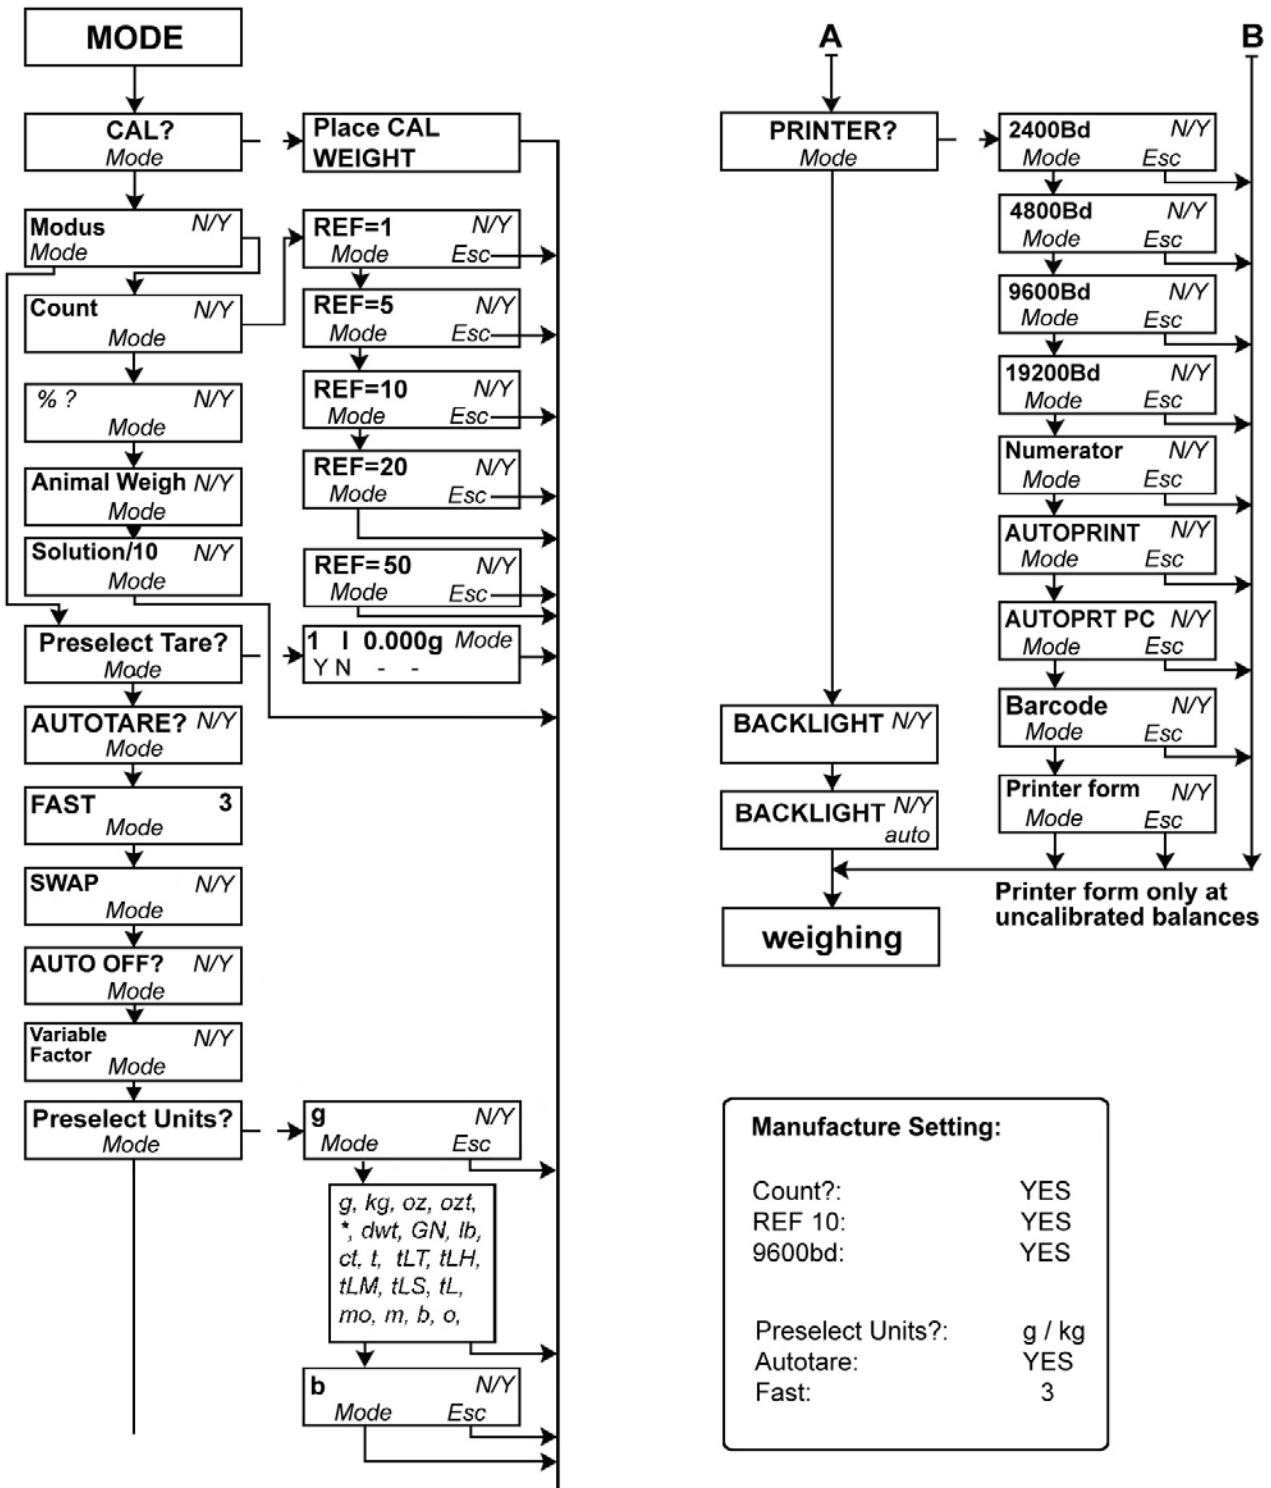 MODE
CAL?
Mode
Place CAL
WEIGHT
Modus N/Y
Mode
REF=1 N/Y
Mode Esc
Count N/Y
Mode
REF=5 N/Y
Mode Esc
% ? N/Y
Mode
REF=10 N/Y
Mode Esc
Animal Weigh N/Y
Mode
REF=20 N/Y
Mode Esc
Solution/10 N/Y
Mode
REF=50 N/Y
Mode Esc
Preselect Tare?
Mode
1 I 0.000g Mode
Y N - -
AUTOTARE? N/Y
Mode
FAST 3
Mode
SWAP N/Y
Mode
AUTO OFF? N/Y
Mode
Variable N/Y
Factor Mode
Preselect Units?
Mode
g N/Y
Mode Esc
g, kg, oz, ozt,
*, dwt, GN, lb,
ct, t, tLT, tLH,
tLM, tLS, tL,
mo, m, b, o,
b N/Y
Mode Esc
A B
PRINTER?
Mode
2400Bd N/Y
Mode Esc
4800Bd N/Y
Mode Esc
9600Bd N/Y
Mode Esc
19200Bd N/Y
Mode Esc
Numerator N/Y
Mode Esc
AUTOPRINT N/Y
Mode Esc
AUTOPRT PC N/Y
Mode Esc
Barcode N/Y
Mode Esc
Printer form N/Y
Mode Esc
BACKLIGHT N/Y
BACKLIGHT N/Y
auto
Printer form only at
uncalibrated balances
weighing
Manufacture Setting:
Count?: YES
REF 10: YES
9600bd: YES
Preselect Units?: g / kg
Autotare: YES
Fast: 3